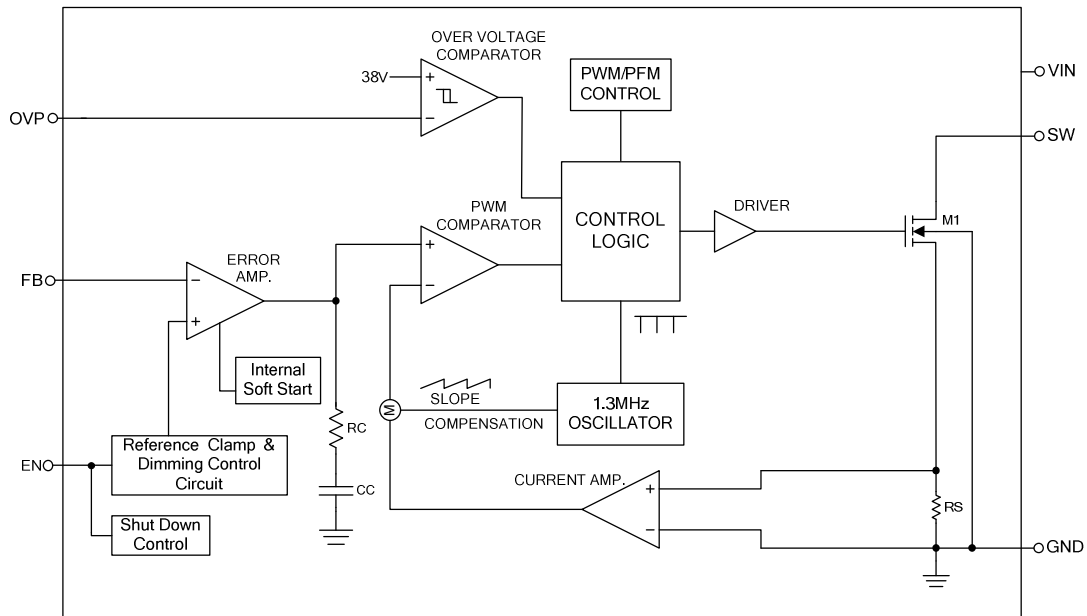 OVER VOLTAGE
COMPARATOR
38V
+
−
OVP
PWM/PFM
CONTROL
VIN
SW
PWM
COMPARATOR
+
−
CONTROL
LOGIC
DRIVER
M1
FB
ERROR
AMP.
−
+
Internal
Soft Start
M
SLOPE
COMPENSATION
1.3MHz
OSCILLATOR
RC
EN
Reference Clamp &
Dimming Control
Circuit
CC
CURRENT AMP.
+
−
RS
Shut Down
Control
GND